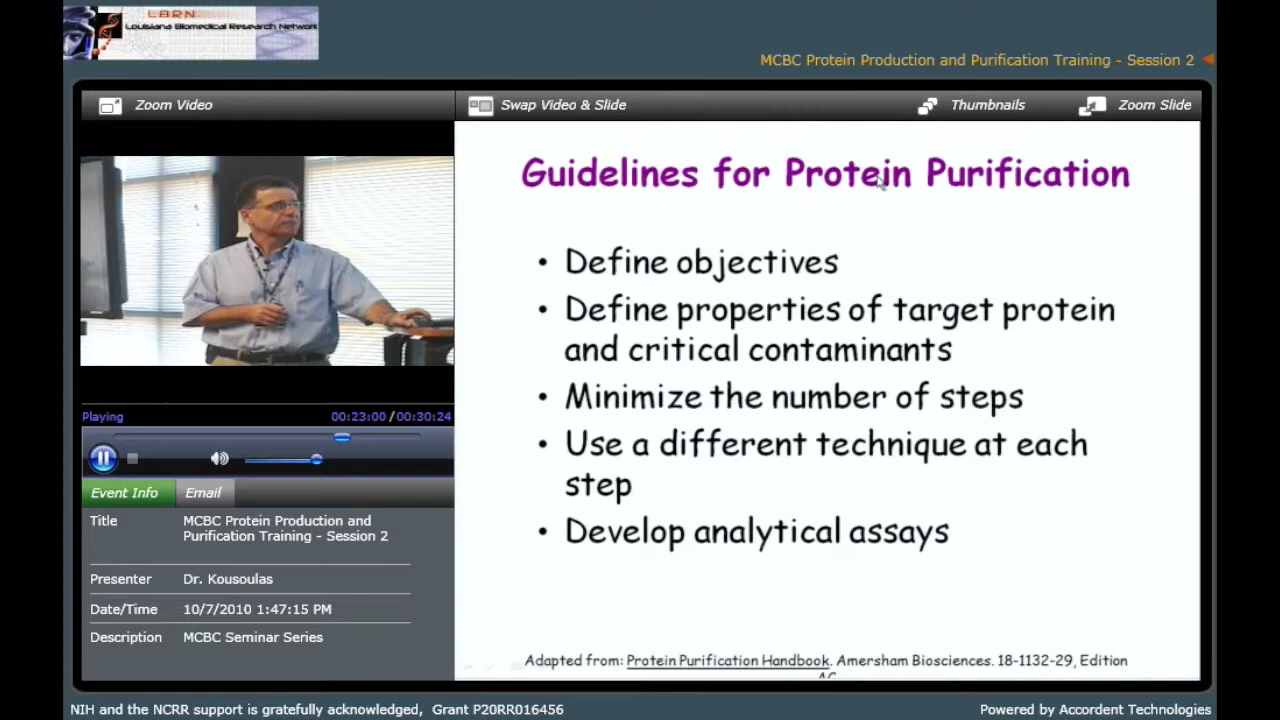 LBRN
Louisiana Biomedical Research Network
MCBC Protein Production and Purification Training - Session 2
Zoom Video
Swap Video & Slide
Thumbnails
Zoom Slide
Guidelines for Protein Purification
• Define objectives
• Define properties of target protein
and critical contaminants
• Minimize the number of steps
• Use a different technique at each
step
• Develop analytical assays
Adapted from: Protein Purification Handbook. Amersham Biosciences. 18-1132-29, Edition
Playing
00:23:00 / 00:30:24
Event Info
Email
Title MCBC Protein Production and
Purification Training - Session 2
Presenter Dr. Kousoulas
Date/Time 10/7/2010 1:47:15 PM
Description MCBC Seminar Series
NIH and the NCRR support is gratefully acknowledged, Grant P20RR016456
Powered by Accordent Technologies